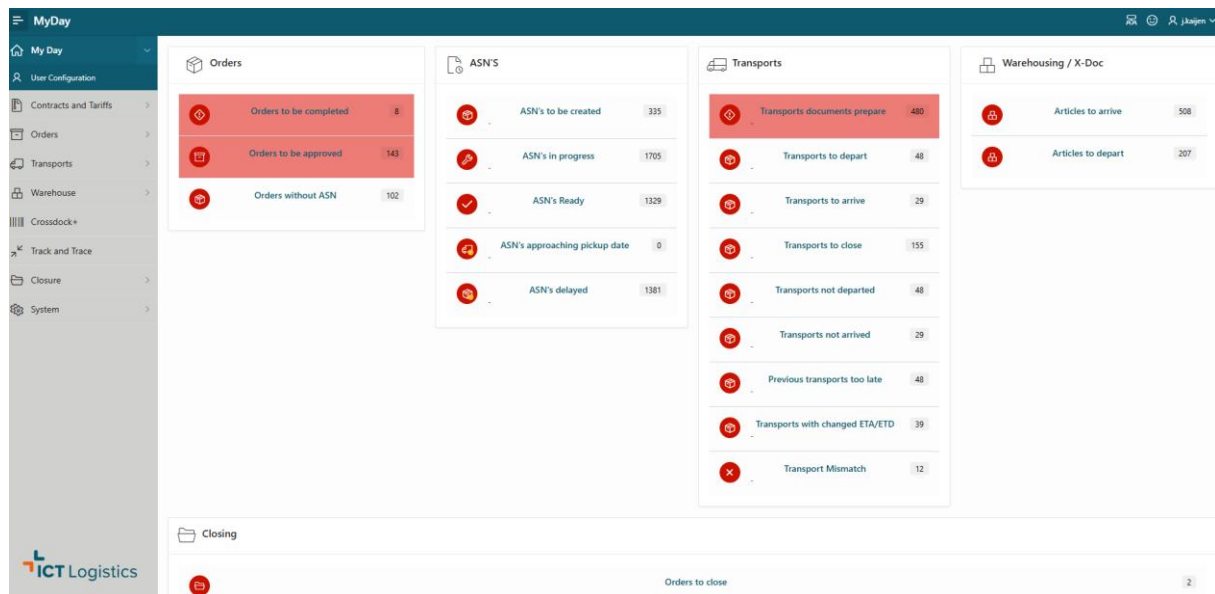 MyDay
j.kaijen
My Day
User Configuration
Contracts and Tariffs
Orders
Transports
Warehouse
Crossdock+
Track and Trace
Closure
System
ICT Logistics
Orders
Orders to be completed 8
Orders to be approved 143
Orders without ASN 102
ASN'S
ASN's to be created 335
ASN's in progress 1705
ASN's Ready 1329
ASN's approaching pickup date 0
ASN's delayed 1381
Transports
Transports documents prepare 480
Transports to depart 48
Transports to arrive 29
Transports to close 155
Transports not departed 48
Transports not arrived 29
Previous transports too late 48
Transports with changed ETA/ETD 39
Transport Mismatch 12
Warehousing / X-Doc
Articles to arrive 508
Articles to depart 207
Closing
Orders to close 2